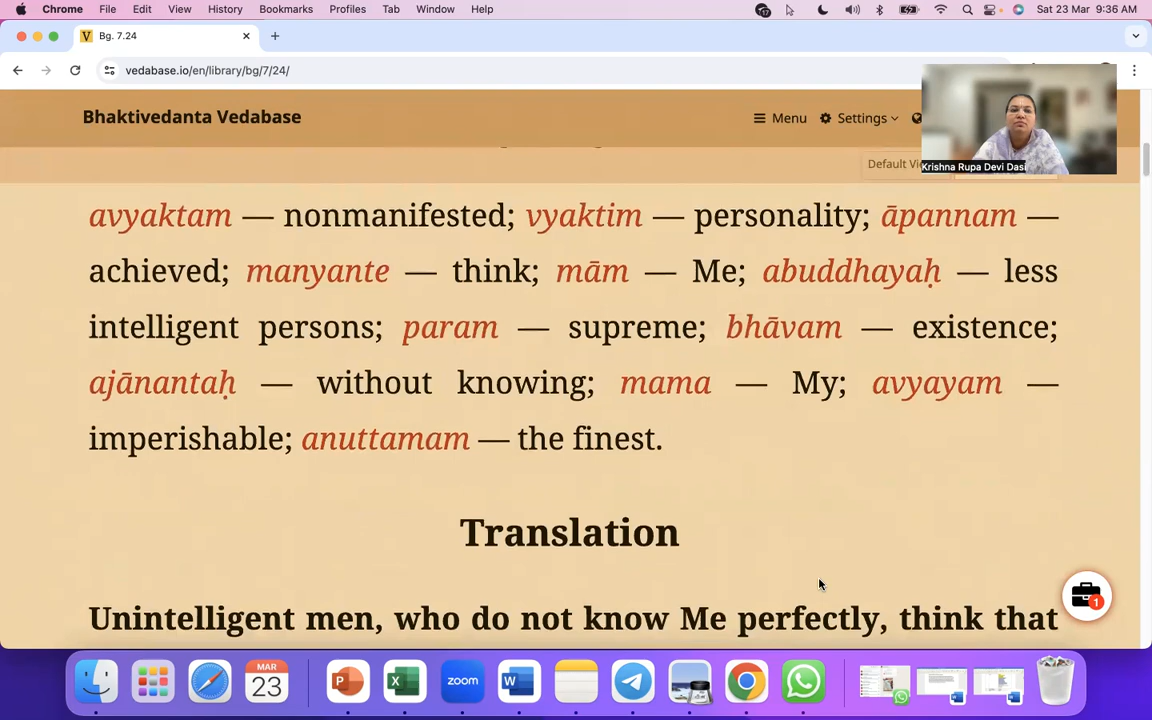 Chrome File Edit View History Bookmarks Profiles Tab Window Help Sat 23 Mar 9:36 AM
Bg. 7.24
vedabase.io/en/library/bg/7/24/
Bhaktivedanta Vedabase
Menu Settings
Default Vi
Krishna Rupa Devi Dasi
avyaktam — nonmanifested; vyaktim — personality; āpannam —
achieved; manyante — think; mām — Me; abuddhayaḥ — less
intelligent persons; param — supreme; bhāvam — existence;
ajānantaḥ — without knowing; mama — My; avyayam —
imperishable; anuttamam — the finest.
Translation
Unintelligent men, who do not know Me perfectly, think that
1
MAR
23
zoom